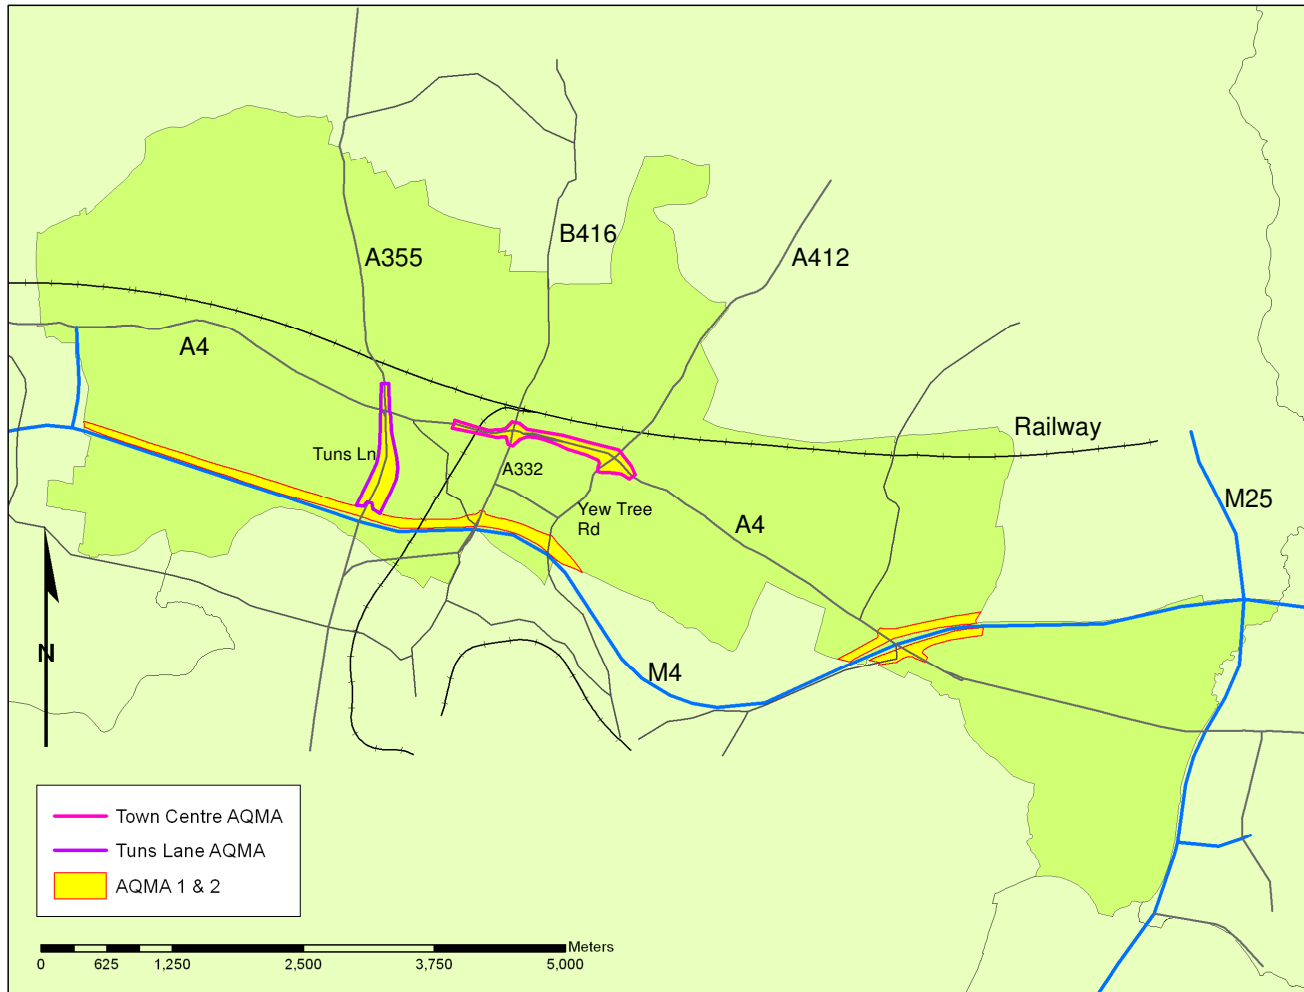 B416
A355
A412
A4
Railway
Tuns Ln
A332
M25
Yew Tree
Rd
A4
N
M4
Town Centre AQMA
Tuns Lane AQMA
AQMA 1 & 2
Meters
0 625 1,250 2,500 3,750 5,000